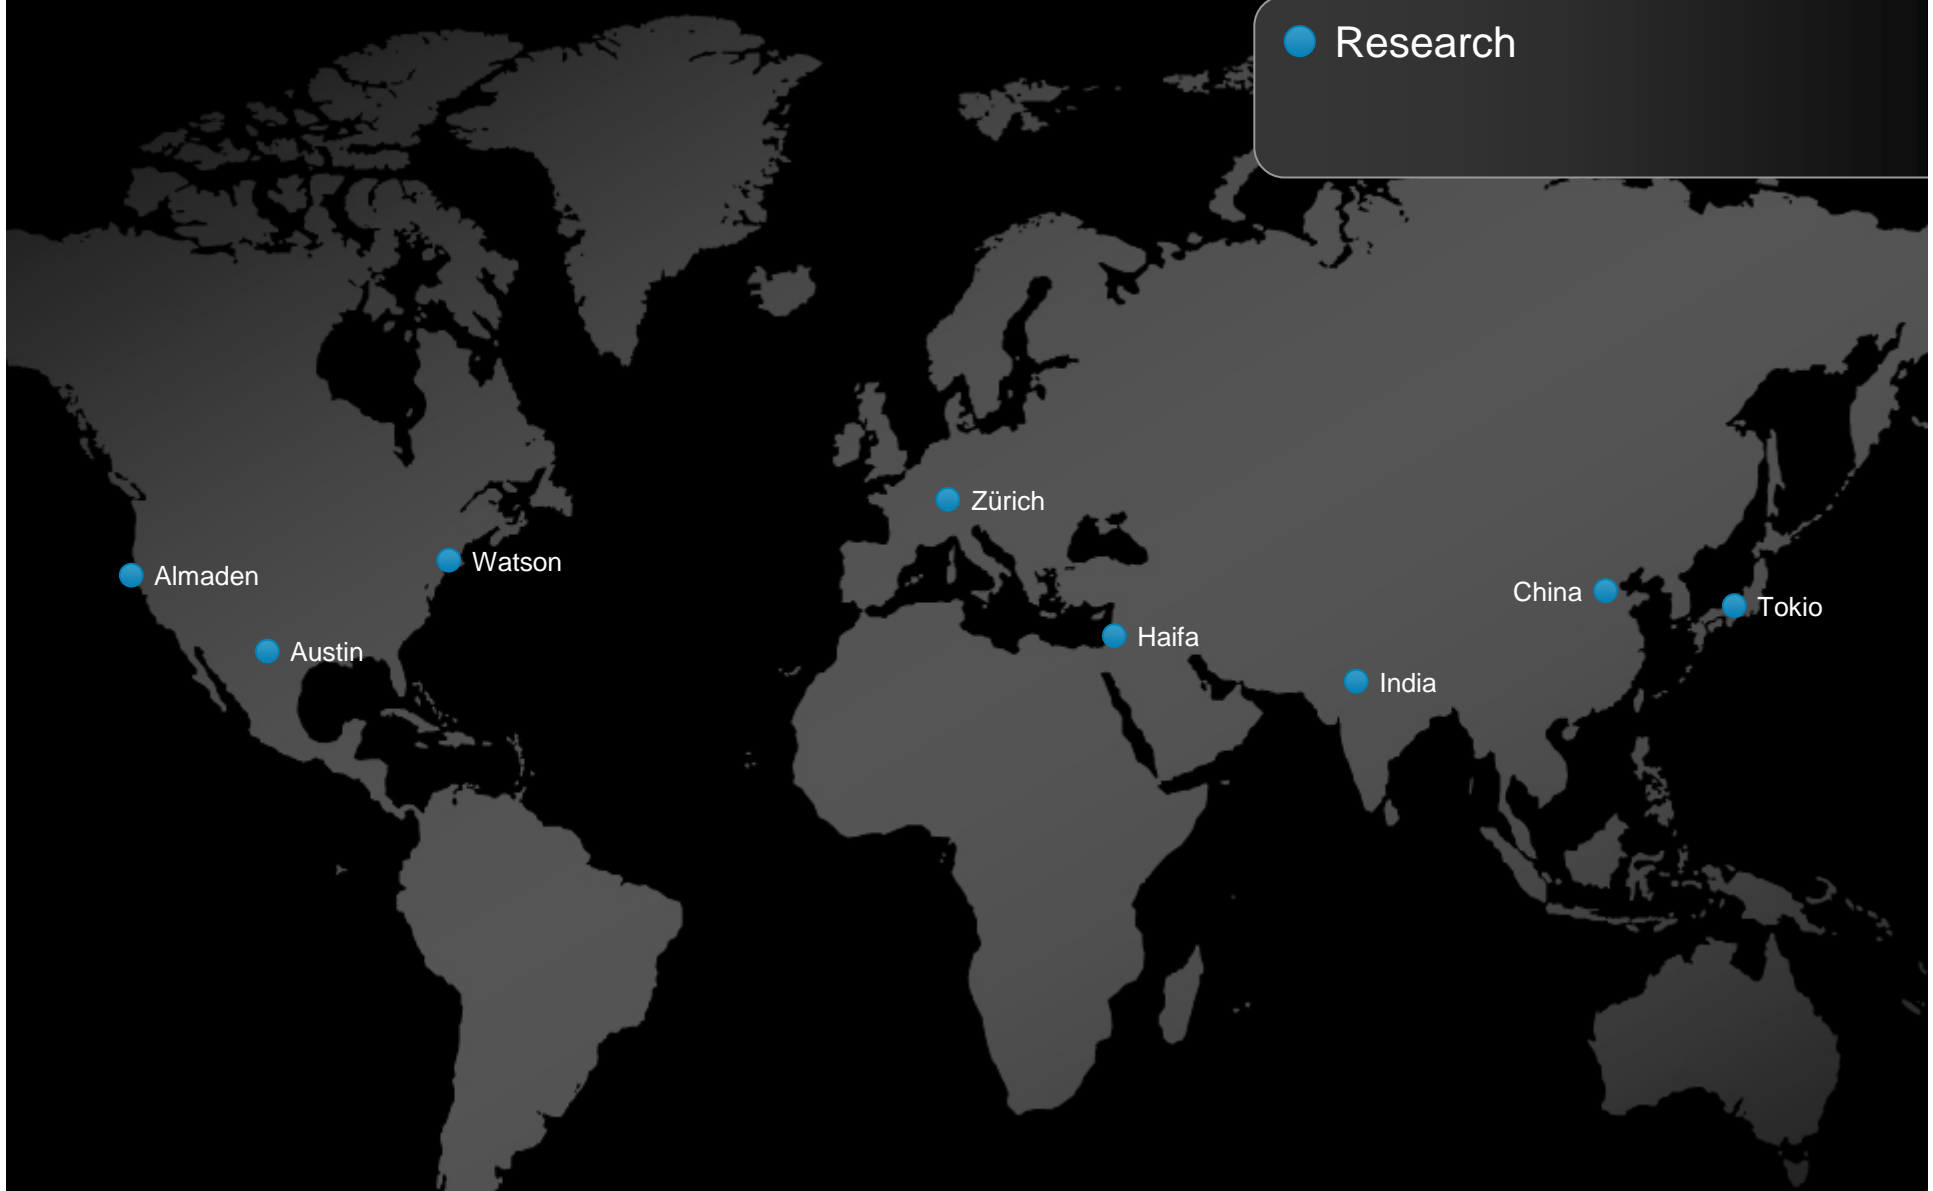 Research
Zürich
Watson
Almaden
China
Tokio
Haifa
Austin
India